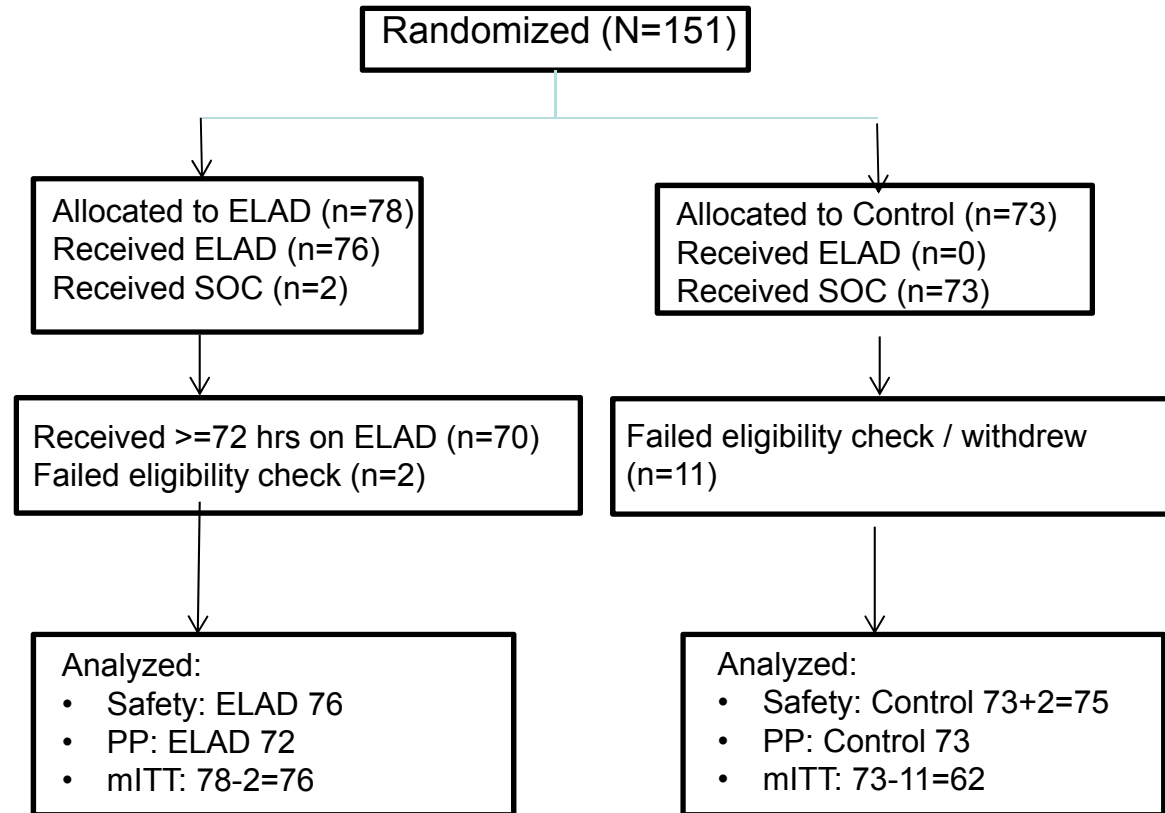 Randomized (N=151)
Allocated to ELAD (n=78)
Received ELAD (n=76)
Received SOC (n=2)
Allocated to Control (n=73)
Received ELAD (n=0)
Received SOC (n=73)
Received >=72 hrs on ELAD (n=70)
Failed eligibility check (n=2)
Failed eligibility check / withdrew
(n=11)
Analyzed:
• Safety: ELAD 76
• PP: ELAD 72
• mITT: 78-2=76
Analyzed:
• Safety: Control 73+2=75
• PP: Control 73
• mITT: 73-11=62